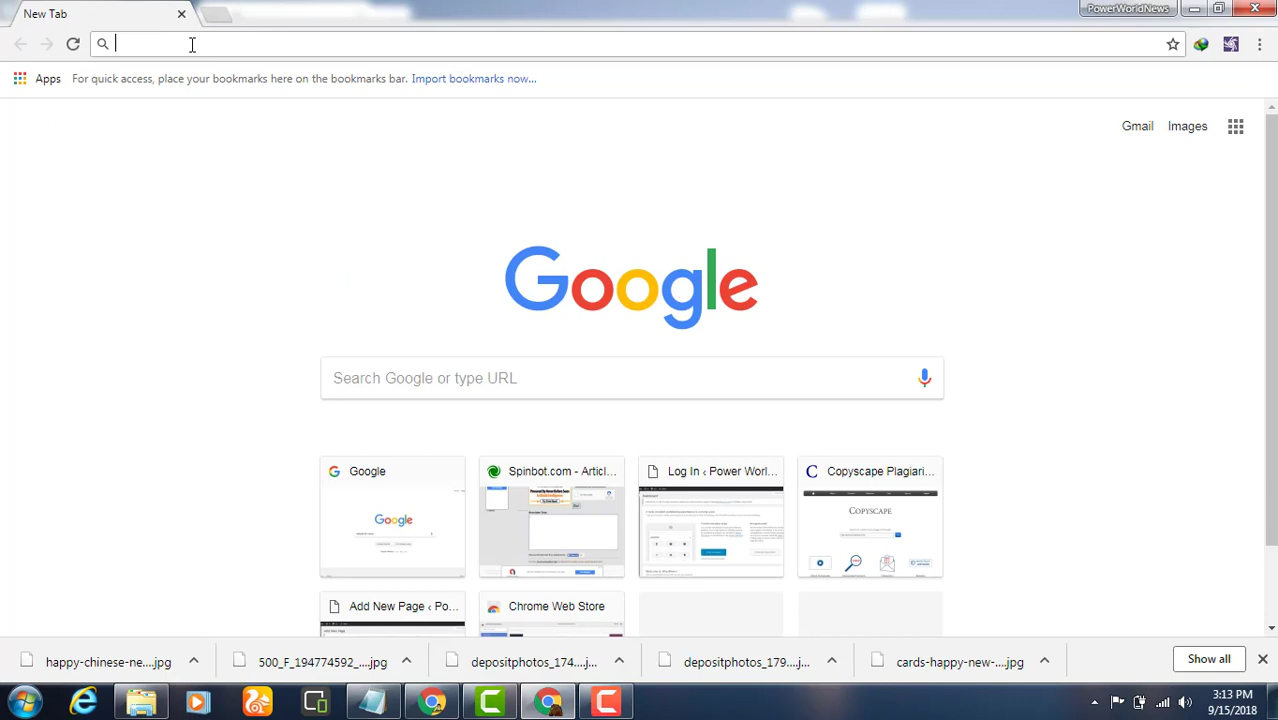 New Tab
PowerWorldNews
Apps
For quick access, place your bookmarks here on the bookmarks bar. Import bookmarks now...
Gmail
Images
Google
Search Google or type URL
Google
Spinbot.com - Articl...
Log In ‹ Power Worl...
Copyscape Plagiari...
Google
COPYSCAPE
Add New Page ‹ Po...
Chrome Web Store
happy-chinese-ne....jpg
500_F_194774592_....jpg
depositphotos_174....jpg
depositphotos_179....jpg
cards-happy-new-....jpg
Show all
3:13 PM
9/15/2018